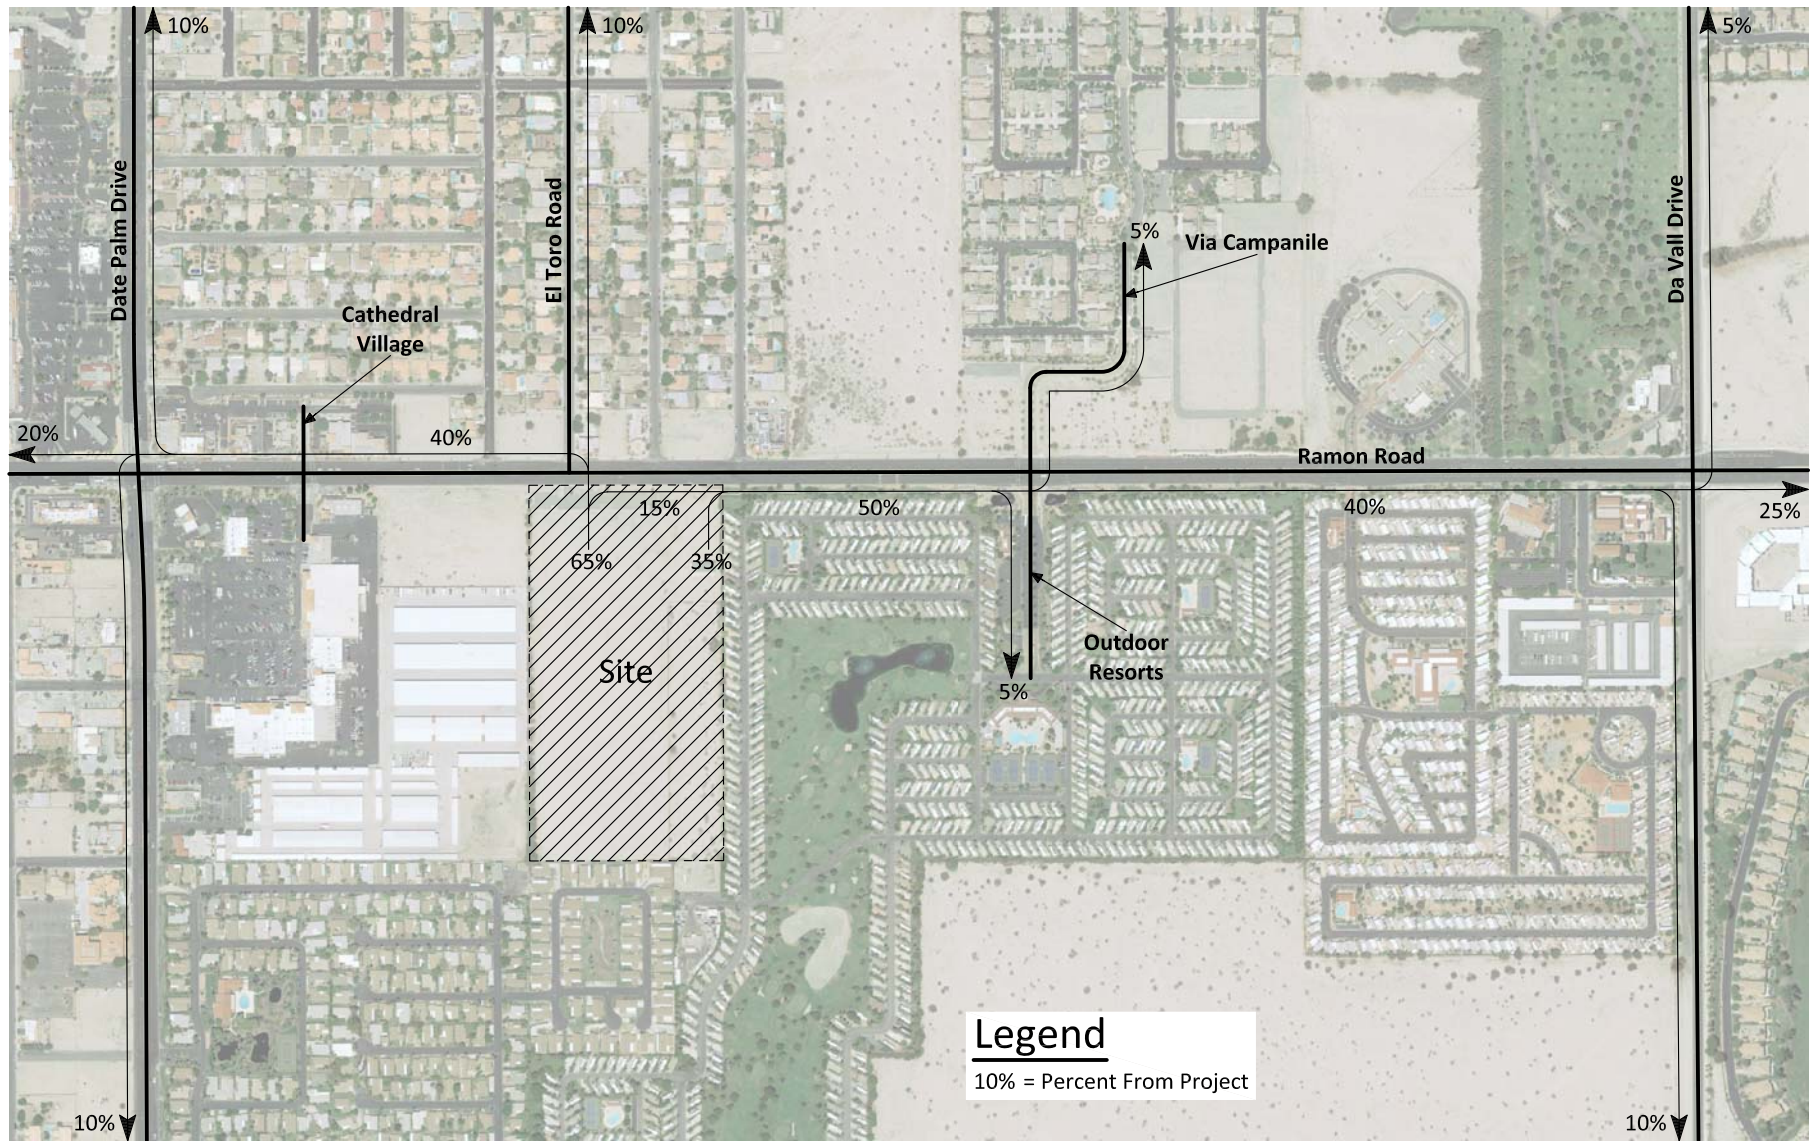 10%
10%
5%
Date Palm Drive
El Toro Road
Da Vall Drive
5%
Via Campanile
Cathedral
Village
20%
40%
Ramon Road
15%
50%
40%
25%
65%
35%
Site
Outdoor
Resorts
5%
Legend
10% = Percent From Project
10%
10%